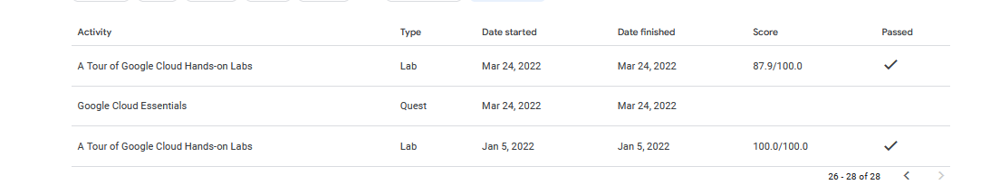 Activity Type Date started Date finished Score Passed
A Tour of Google Cloud Hands-on Labs Lab Mar 24, 2022 Mar 24, 2022 87.9/100.0
Google Cloud Essentials Quest Mar 24, 2022 Mar 24, 2022
A Tour of Google Cloud Hands-on Labs Lab Jan 5, 2022 Jan 5, 2022 100.0/100.0
26 - 28 of 28